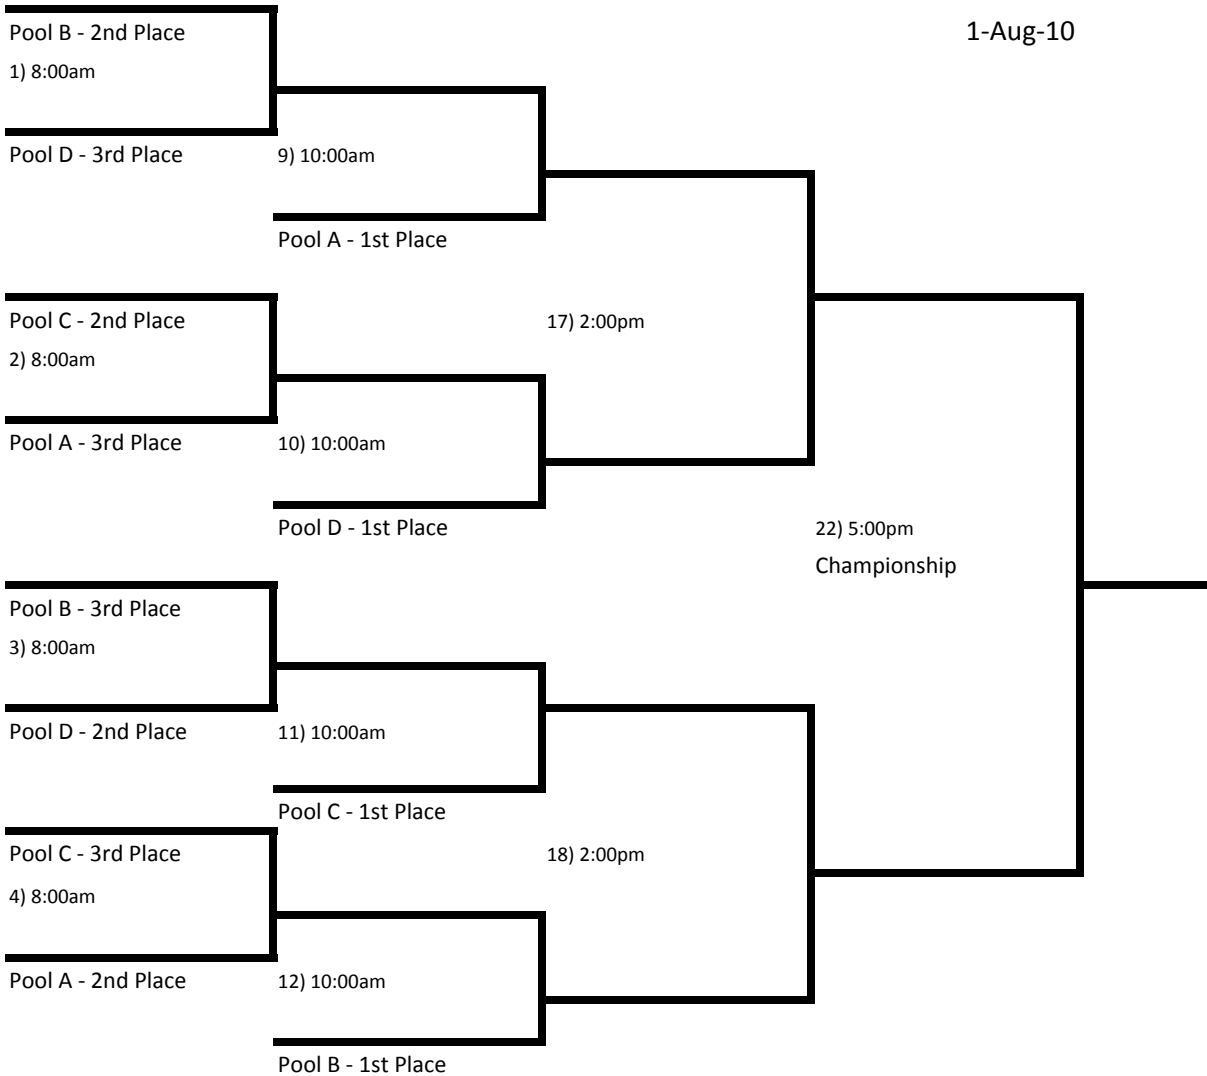 Pool B - 2nd Place
1-Aug-10
1) 8:00am
Pool D - 3rd Place
9) 10:00am
Pool A - 1st Place
Pool C - 2nd Place
17) 2:00pm
2) 8:00am
Pool A - 3rd Place
10) 10:00am
Pool D - 1st Place
22) 5:00pm
Championship
Pool B - 3rd Place
3) 8:00am
Pool D - 2nd Place
11) 10:00am
Pool C - 1st Place
Pool C - 3rd Place
18) 2:00pm
4) 8:00am
Pool A - 2nd Place
12) 10:00am
Pool B - 1st Place